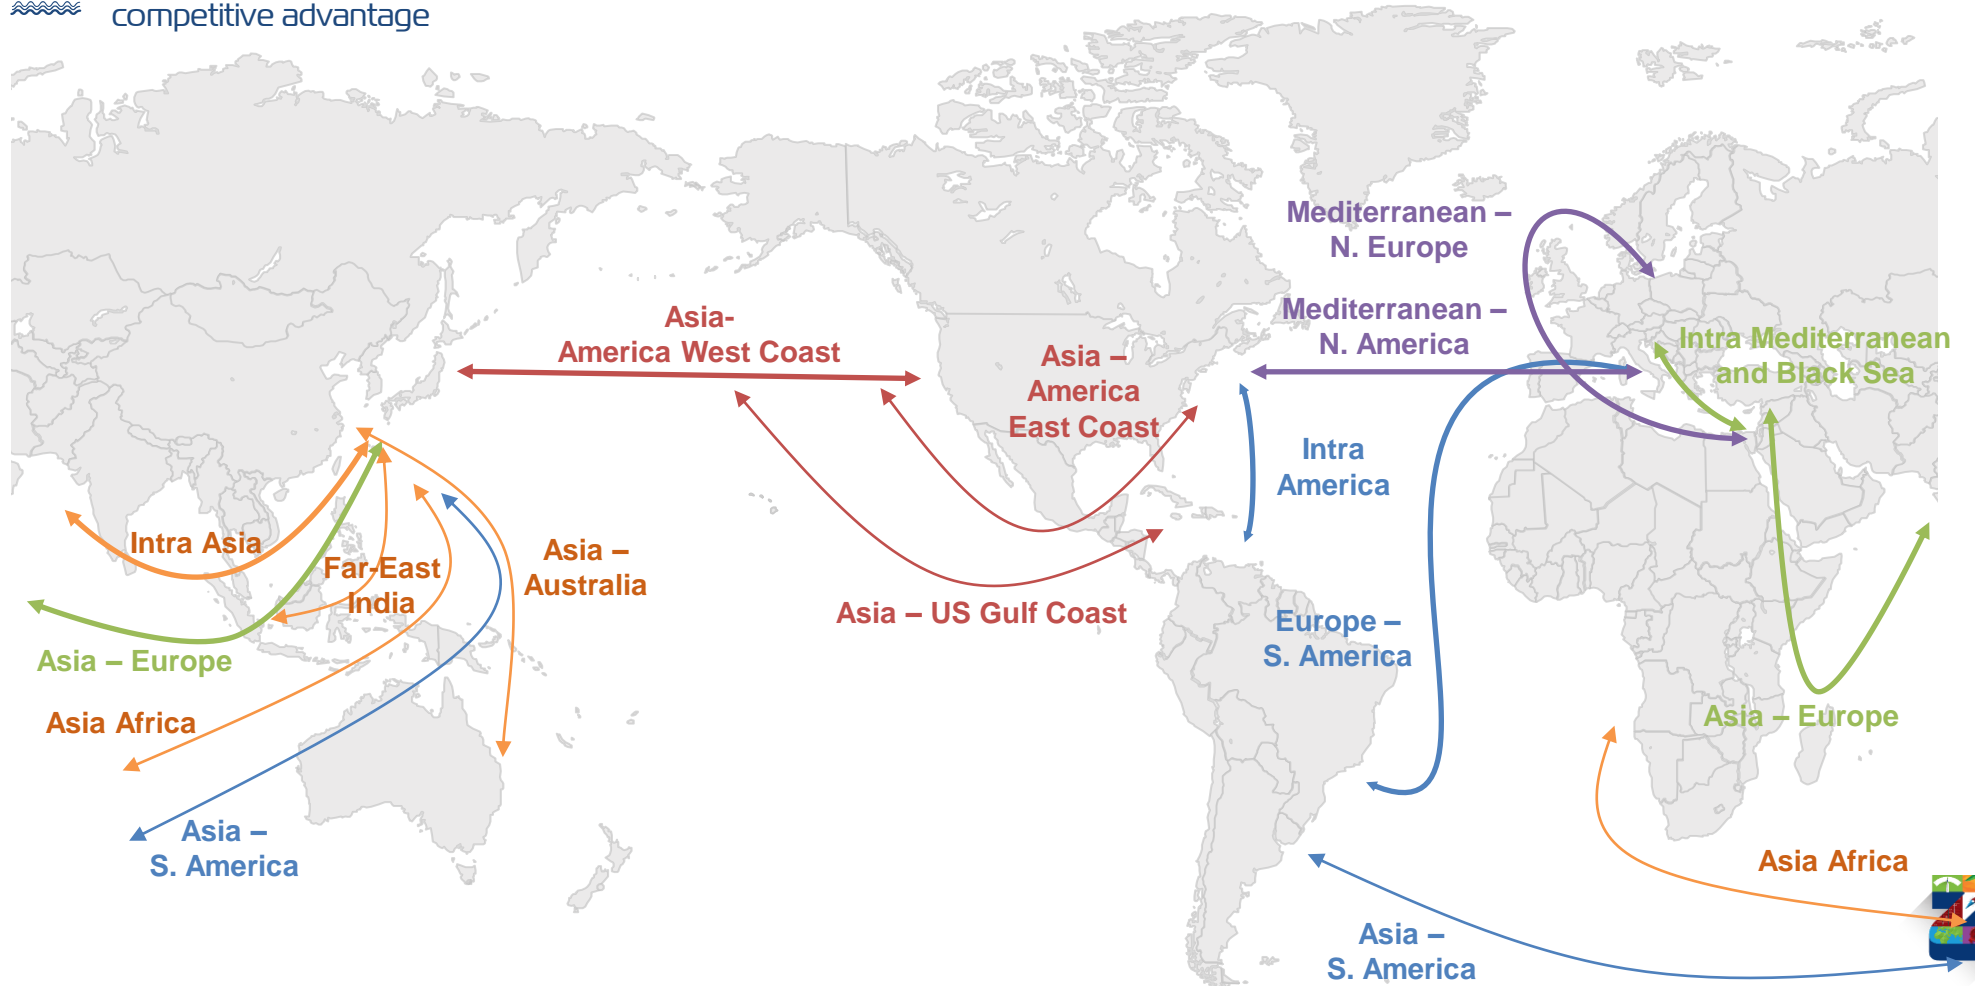 competitive advantage
Mediterranean –
N. Europe
Asia-
America West Coast
Mediterranean –
N. America
Asia –
America
East Coast
Intra Mediterranean
and Black Sea
Intra
America
Intra Asia
Far-East
India
Asia –
Australia
Asia – US Gulf Coast
Europe –
S. America
Asia – Europe
Asia Africa
Asia – Europe
Asia –
S. America
Asia Africa
Asia –
S. America